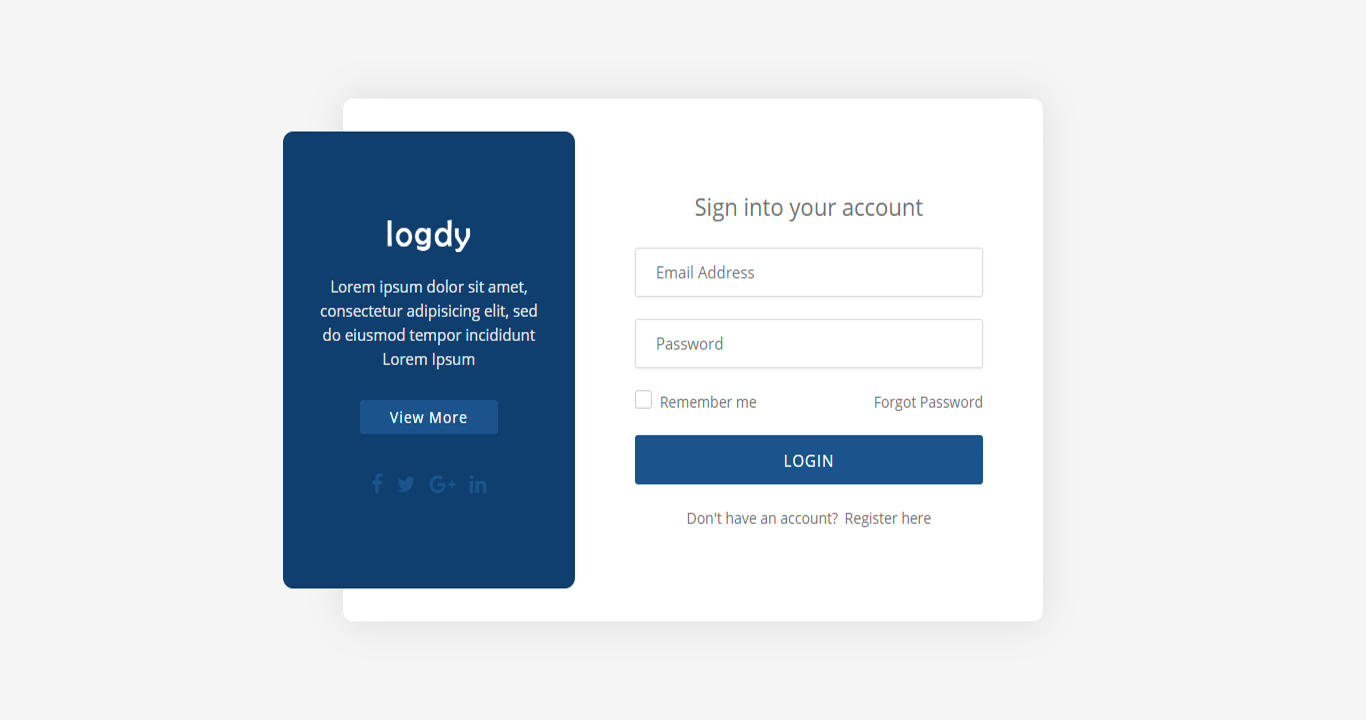 logdy
Lorem ipsum dolor sit amet,
consectetur adipisicing elit, sed
do eiusmod tempor incididunt
Lorem Ipsum
View More
Sign into your account
Email Address
Password
Remember me
Forgot Password
LOGIN
Don't have an account? Register here